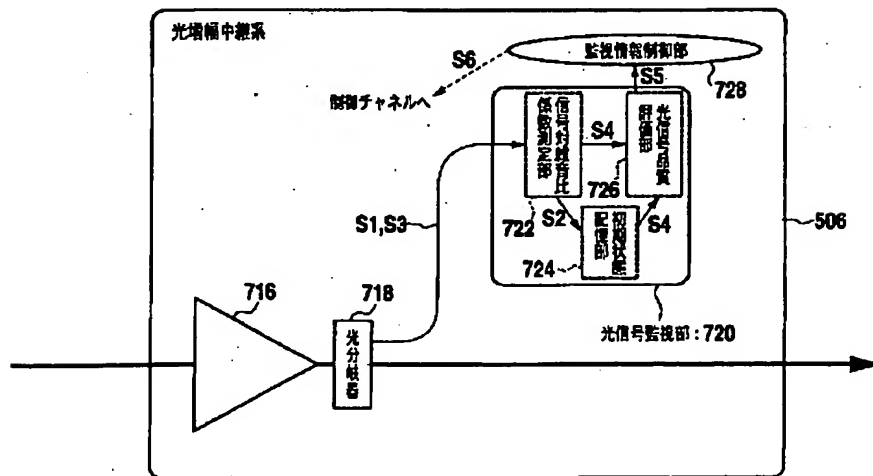 光増幅中継系
監視情報制御部
S6
S5
728
制御チャネルへ
信号対雑音比
係数測定部
S4
光信号品質
評価部
726
S1,S3
722
S2
S4
初期状態
記憶部
724
506
716
718
光信号監視部:720
光分岐器